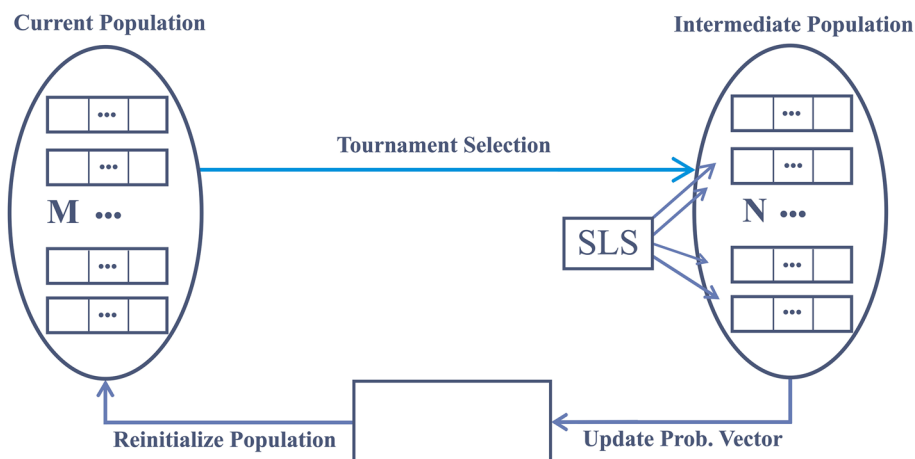 Current Population
Intermediate Population
•••
•••
Tournament Selection
•••
•••
M •••
N •••
SLS
•••
•••
•••
•••
Reinitialize Population
Update Prob. Vector